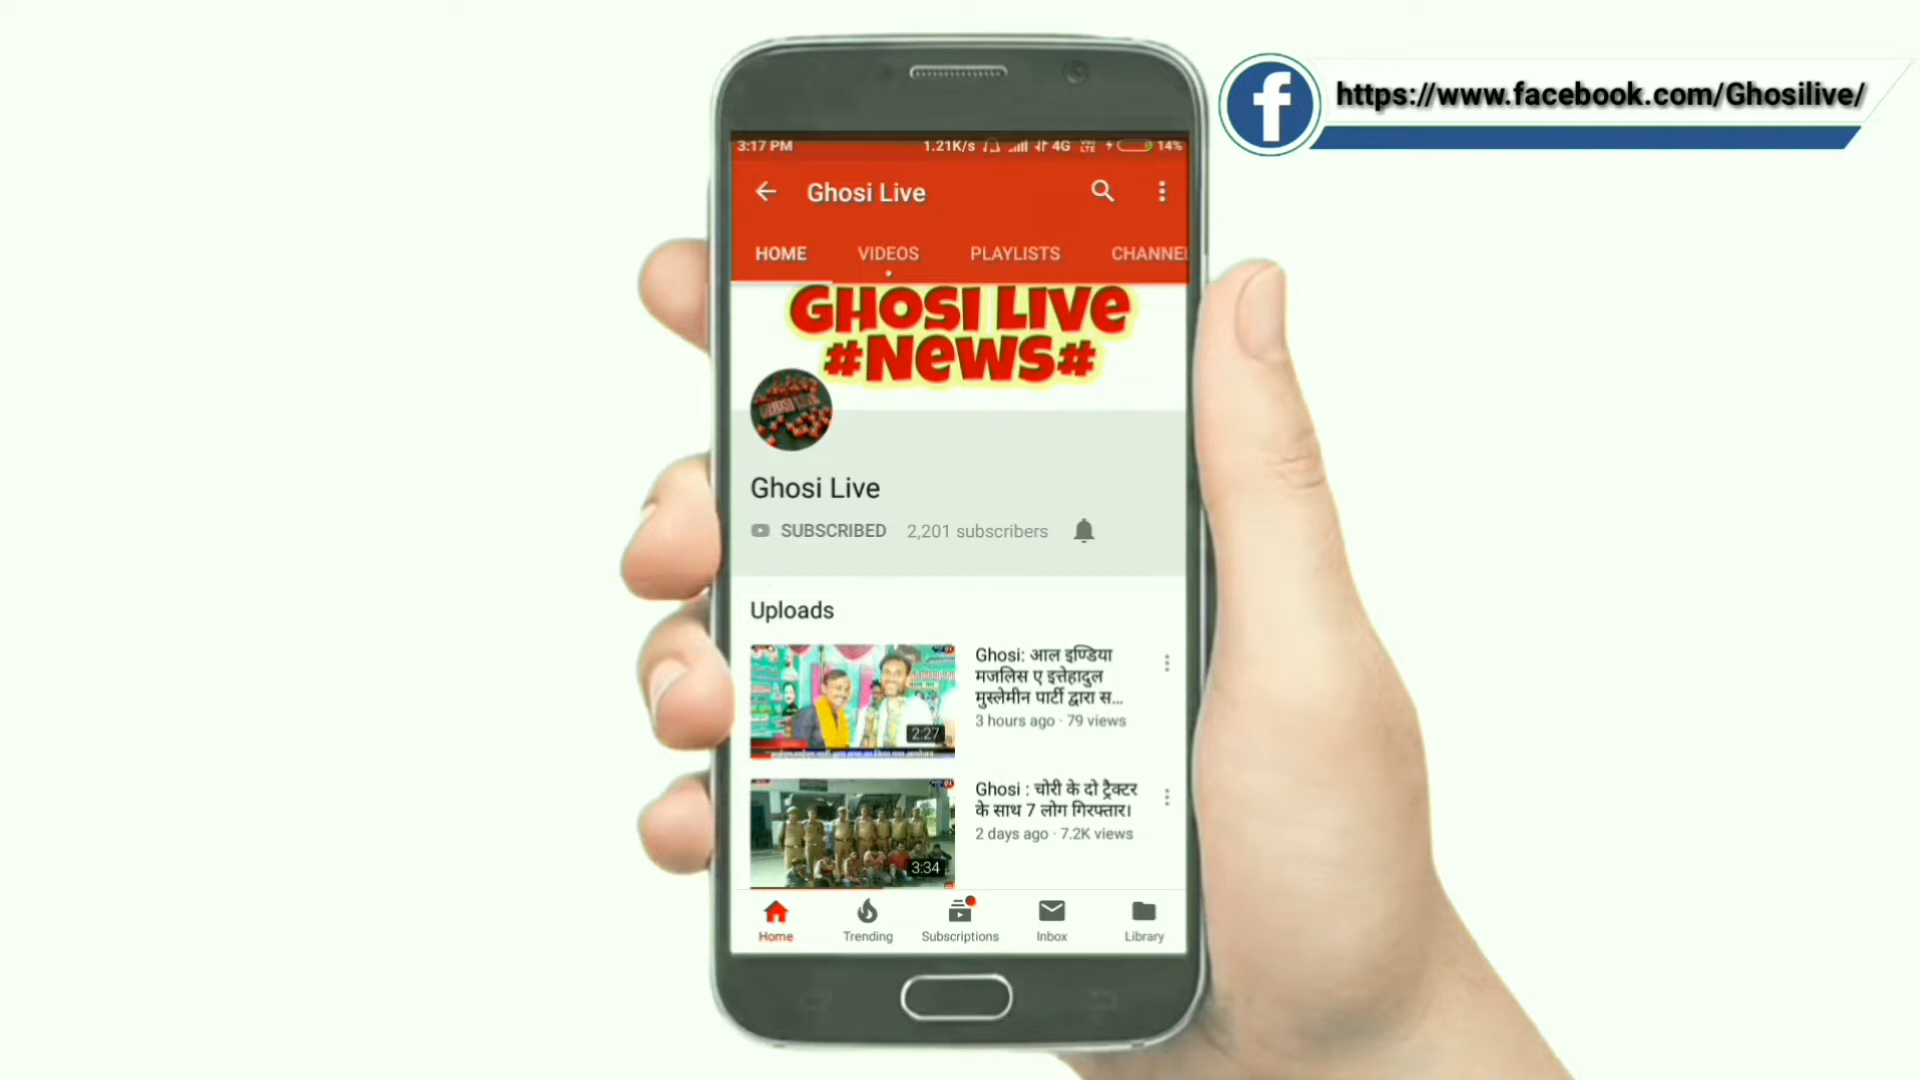 https://www.facebook.com/Ghosilive/
3:17 PM 1.21K/s 4G VoLTE 14%
Ghosi Live
HOME VIDEOS PLAYLISTS CHANNEL
GHOSI LIVE
#NEWS#
Ghosi Live
SUBSCRIBED 2,201 subscribers
Uploads
Ghosi: आल इण्डिया
मजलिस ए इत्तेहादुल
मुस्लेमीन पार्टी द्वारा स...
3 hours ago · 79 views
2:27
Ghosi : चोरी के दो ट्रैक्टर
के साथ 7 लोग गिरफ्तार।
2 days ago · 7.2K views
3:34
Home Trending Subscriptions Inbox Library